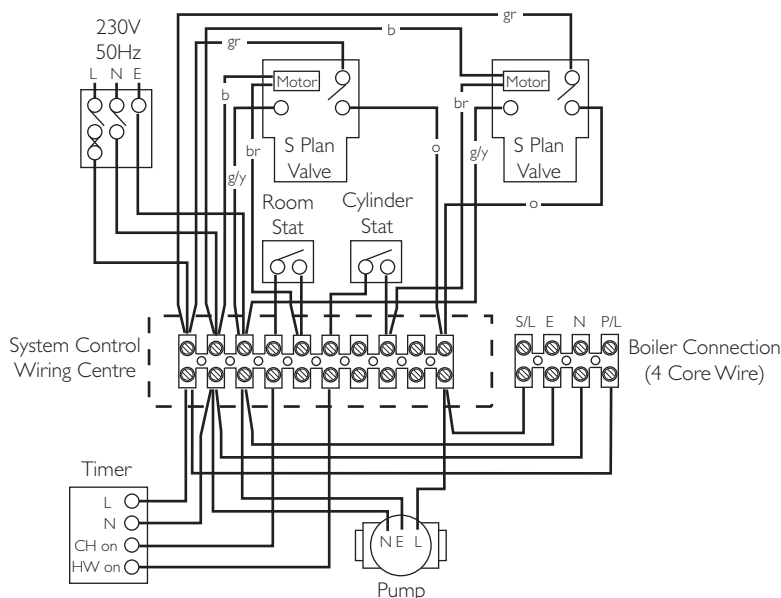 230V
50Hz
L N E
gr
b
gr
Motor
b
br
g/y
S Plan
Valve
o
Motor
br
g/y
S Plan
Valve
o
Room
Stat
Cylinder
Stat
System Control
Wiring Centre
S/L E N P/L
Boiler Connection
(4 Core Wire)
Timer
L
N
CH on
HW on
N E L
Pump